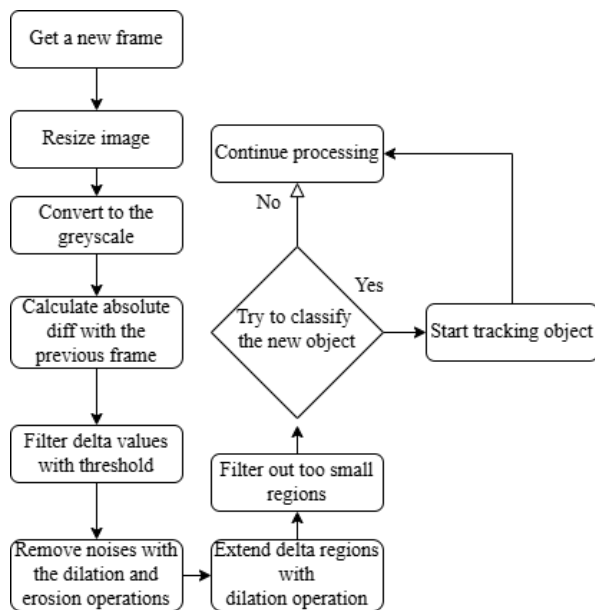 Get a new frame
Resize image
Convert to the
greyscale
Calculate absolute
diff with the
previous frame
Filter delta values
with threshold
Remove noises with
the dilation and
erosion operations
Extend delta regions
with
dilation operation
Filter out too small
regions
Try to classify
the new object
No
Yes
Start tracking object
Continue processing